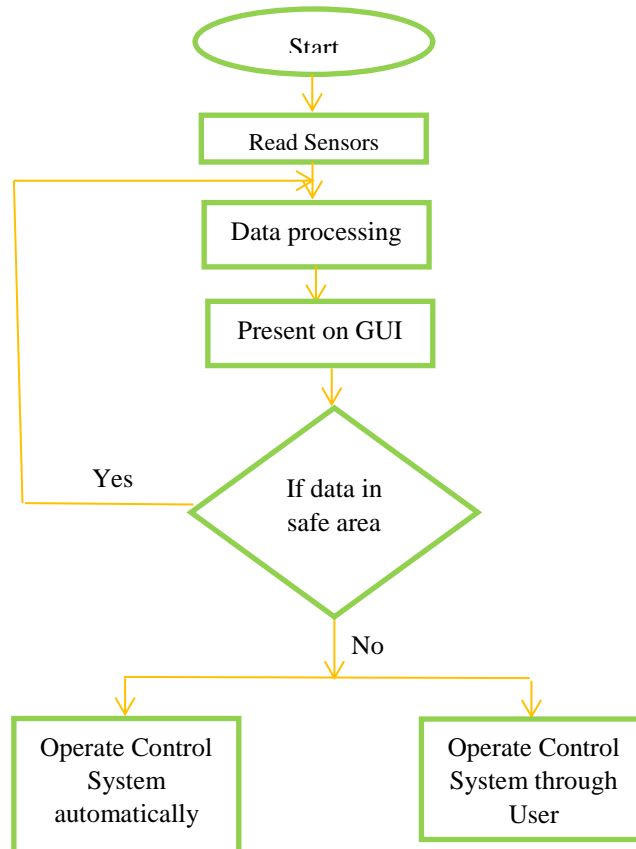 Start
Read Sensors
Data processing
Present on GUI
Yes
If data in
safe area
No
Operate Control
System
automatically
Operate Control
System through
User